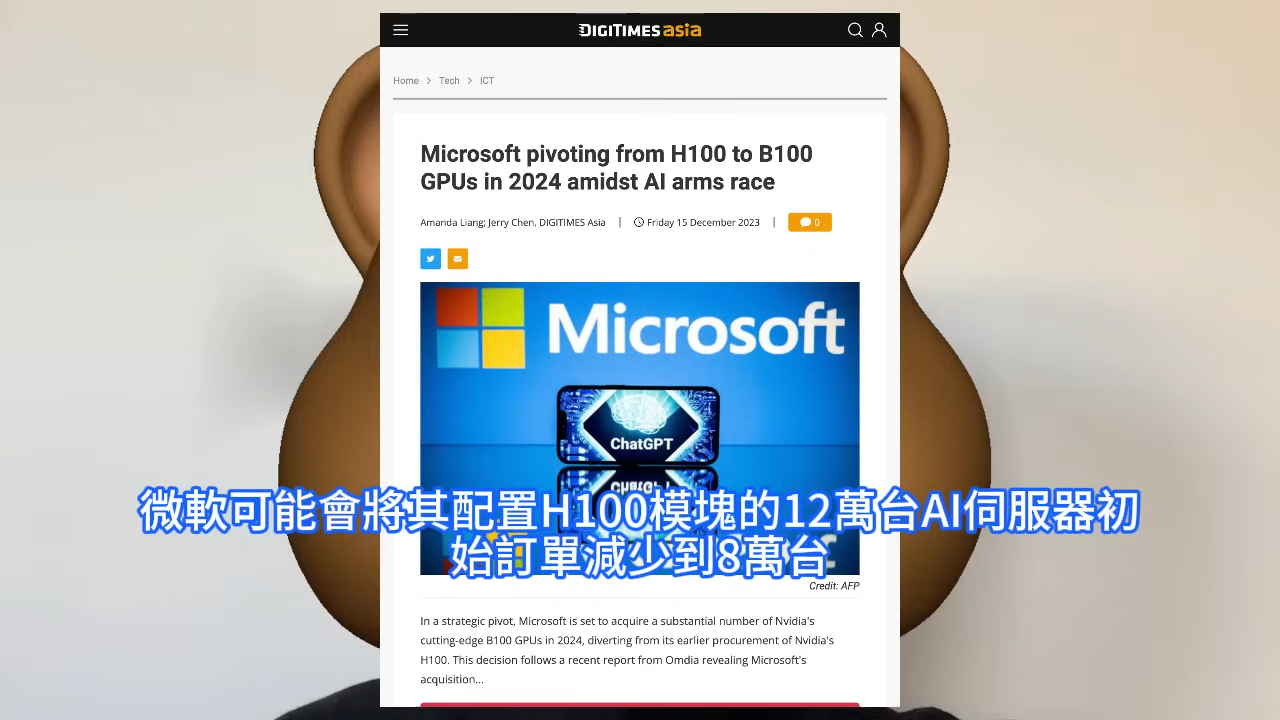 DIGITIMES asia
Home > Tech > ICT
Microsoft pivoting from H100 to B100
GPUs in 2024 amidst AI arms race
Amanda Liang; Jerry Chen, DIGITIMES Asia | Friday 15 December 2023 | 0
Microsoft
ChatGPT
微軟可能會將其配置H100模塊的12萬台AI伺服器初
始訂單減少到8萬台
Credit: AFP
In a strategic pivot, Microsoft is set to acquire a substantial number of Nvidia's
cutting-edge B100 GPUs in 2024, diverting from its earlier procurement of Nvidia's
H100. This decision follows a recent report from Omdia revealing Microsoft's
acquisition...